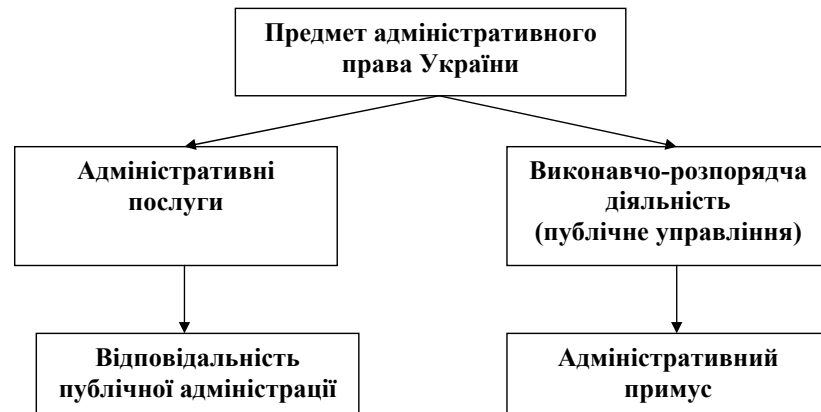 Предмет адміністративного
права України
Адміністративні
послуги
Виконавчо-розпорядча
діяльність
(публічне управління)
Відповідальність
публічної адміністрації
Адміністративний
примус